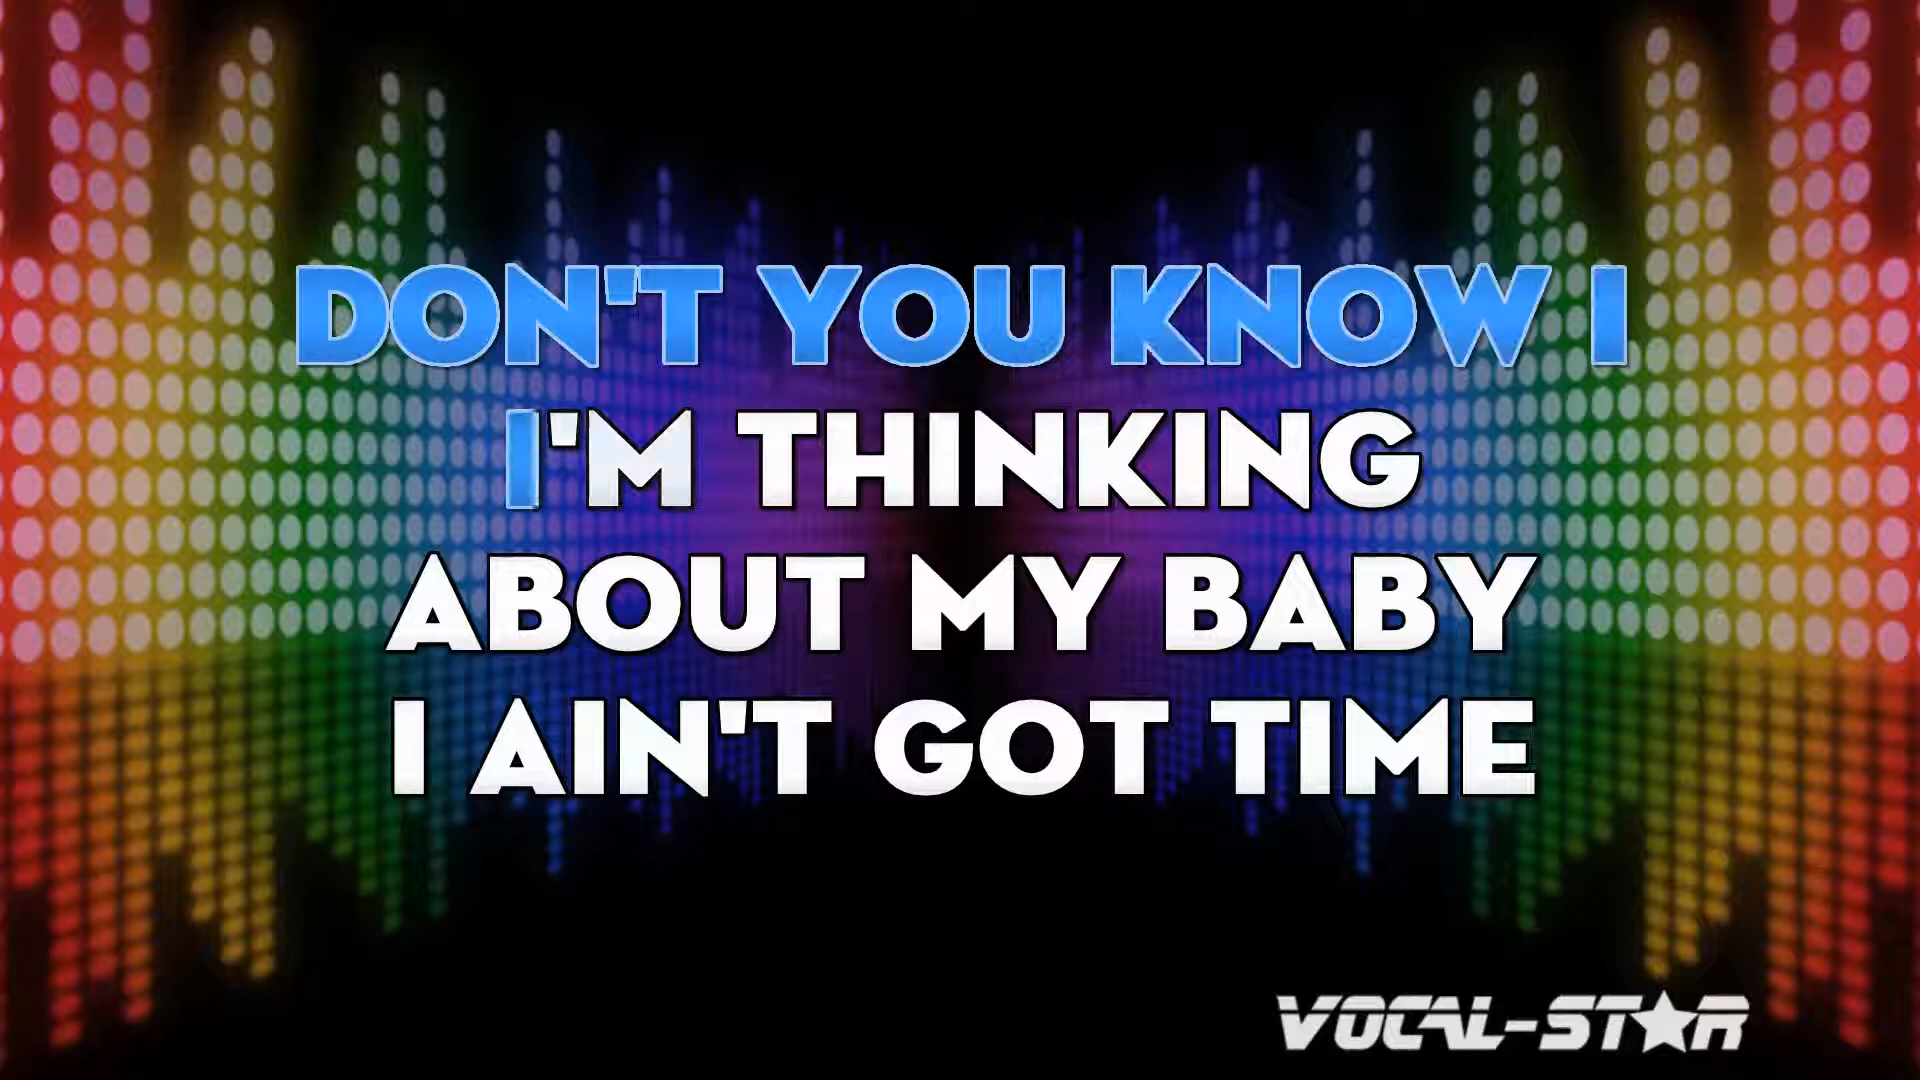 DON'T YOU KNOW I
I'M THINKING
ABOUT MY BABY
I AIN'T GOT TIME
VOCAL-STAR